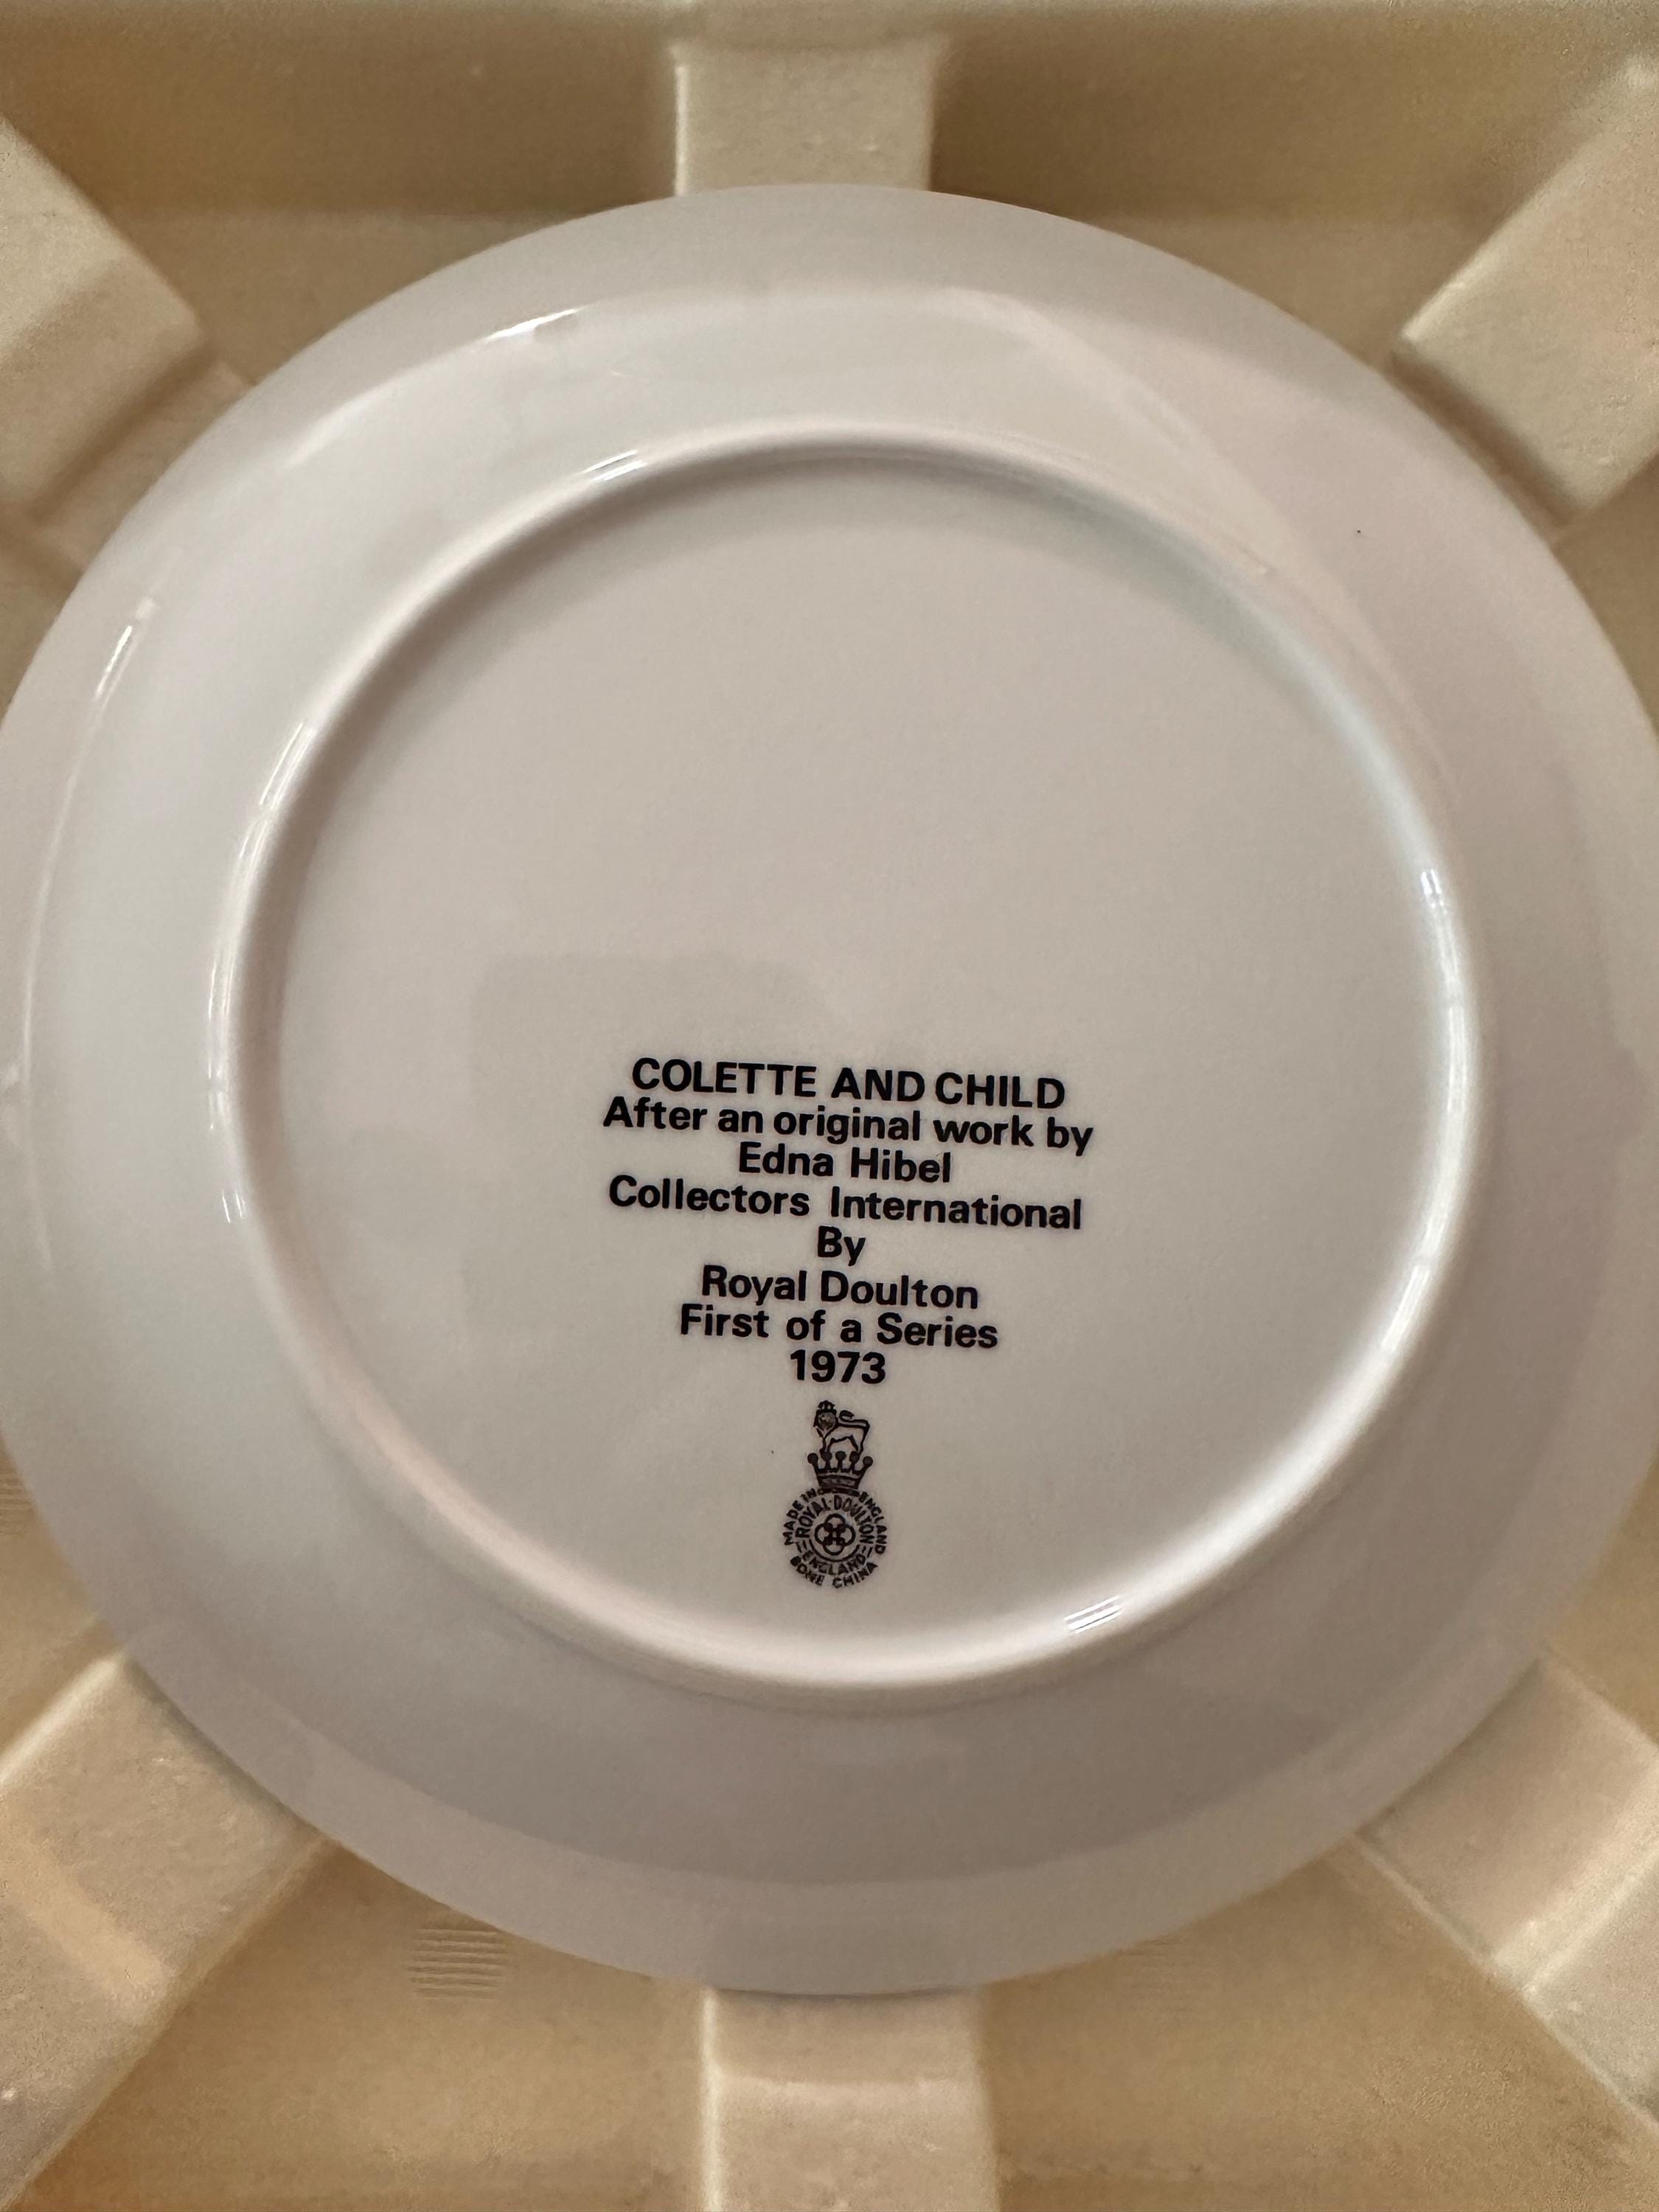 COLETTE AND CHILD
After an original work by
Edna Hibel
Collectors International
By
Royal Doulton
First of a Series
1973
MADE IN ENGLAND
ROYAL-DOULTON
ENGLAND
BONE CHINA